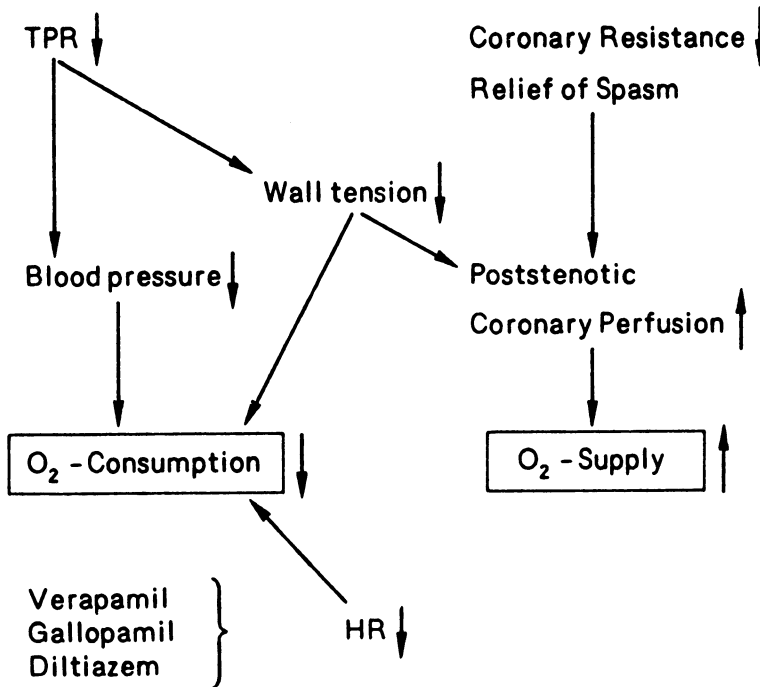 TPR
Coronary Resistance
Relief of Spasm
Wall tension
Blood pressure
Poststenotic
Coronary Perfusion
O₂ - Consumption
O₂ - Supply
Verapamil
Gallopamil
Diltiazem
HR